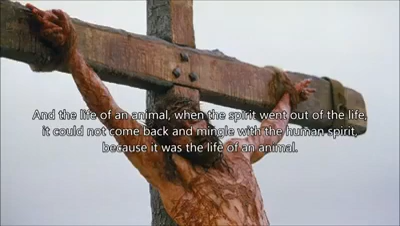 And the life of an animal, when the spirit went out of the life,
it could not come back and mingle with the human spirit,
because it was the life of an animal.